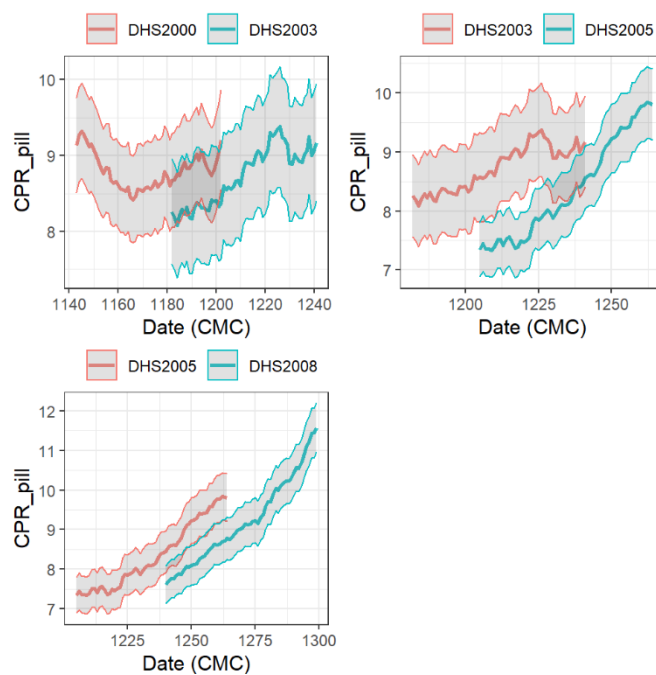 DHS2000 DHS2003
CPR_pill
10
9
8
1140 1160 1180 1200 1220 1240
Date (CMC)
DHS2003 DHS2005
CPR_pill
10
9
8
7
1200 1225 1250
Date (CMC)
DHS2005 DHS2008
CPR_pill
12
11
10
9
8
7
1225 1250 1275 1300
Date (CMC)